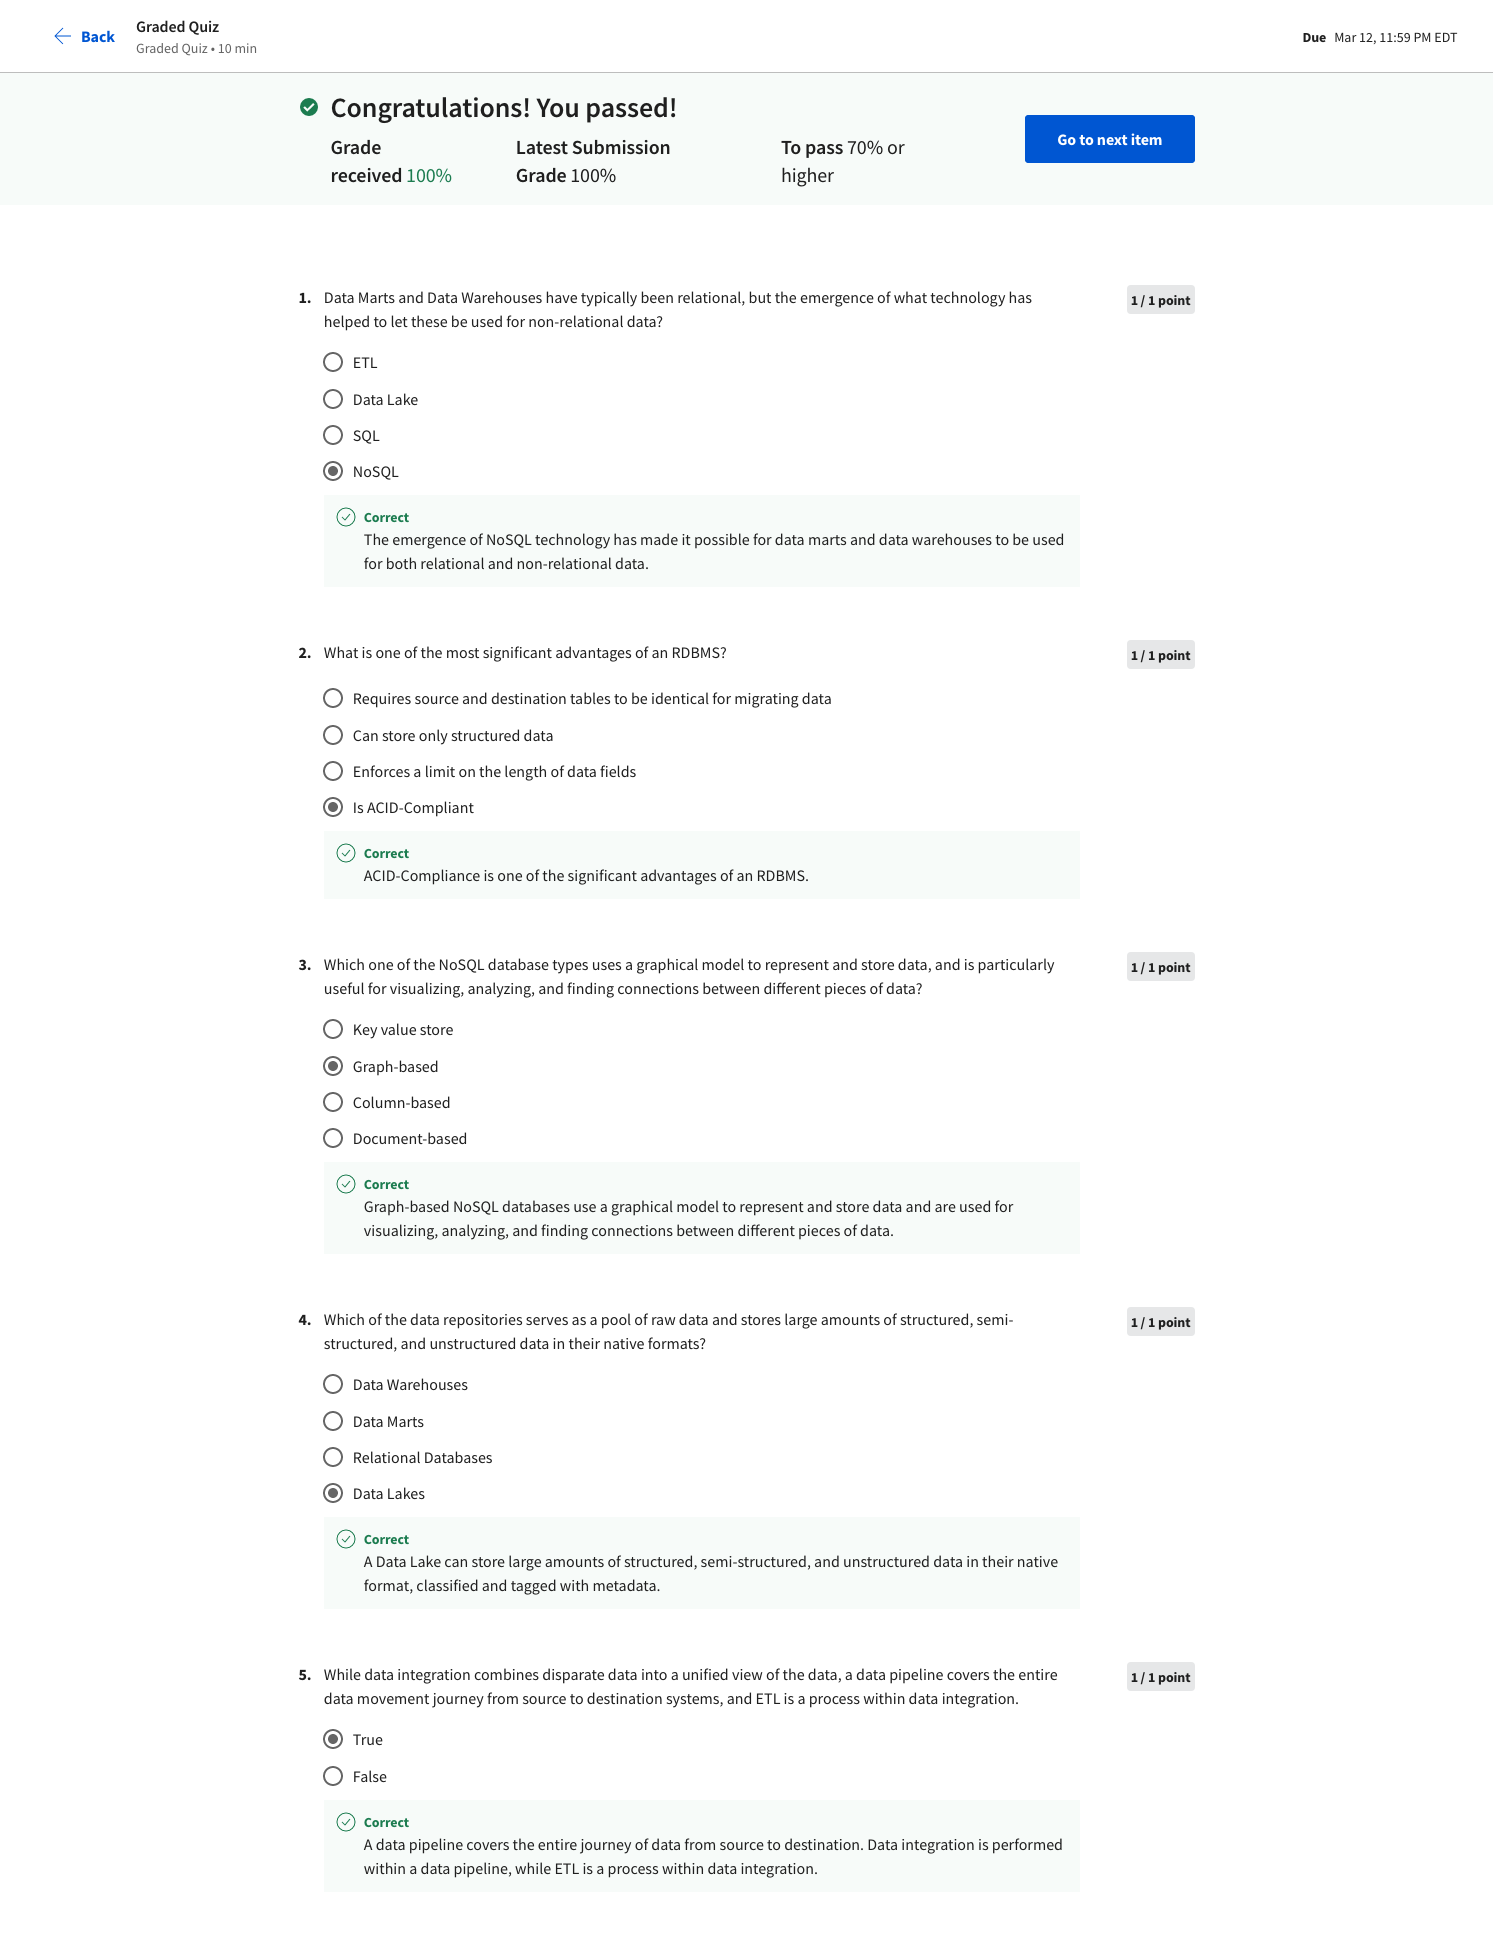 Back
Graded Quiz
Graded Quiz • 10 min
Due Mar 12, 11:59 PM EDT
Congratulations! You passed!
Grade
received 100%
Latest Submission
Grade 100%
To pass 70% or
higher
Go to next item
1. Data Marts and Data Warehouses have typically been relational, but the emergence of what technology has
helped to let these be used for non-relational data?
1 / 1 point
ETL
Data Lake
SQL
NoSQL
Correct
The emergence of NoSQL technology has made it possible for data marts and data warehouses to be used
for both relational and non-relational data.
2. What is one of the most significant advantages of an RDBMS?
1 / 1 point
Requires source and destination tables to be identical for migrating data
Can store only structured data
Enforces a limit on the length of data fields
Is ACID-Compliant
Correct
ACID-Compliance is one of the significant advantages of an RDBMS.
3. Which one of the NoSQL database types uses a graphical model to represent and store data, and is particularly
useful for visualizing, analyzing, and finding connections between different pieces of data?
1 / 1 point
Key value store
Graph-based
Column-based
Document-based
Correct
Graph-based NoSQL databases use a graphical model to represent and store data and are used for
visualizing, analyzing, and finding connections between different pieces of data.
4. Which of the data repositories serves as a pool of raw data and stores large amounts of structured, semi-
structured, and unstructured data in their native formats?
1 / 1 point
Data Warehouses
Data Marts
Relational Databases
Data Lakes
Correct
A Data Lake can store large amounts of structured, semi-structured, and unstructured data in their native
format, classified and tagged with metadata.
5. While data integration combines disparate data into a unified view of the data, a data pipeline covers the entire
data movement journey from source to destination systems, and ETL is a process within data integration.
1 / 1 point
True
False
Correct
A data pipeline covers the entire journey of data from source to destination. Data integration is performed
within a data pipeline, while ETL is a process within data integration.